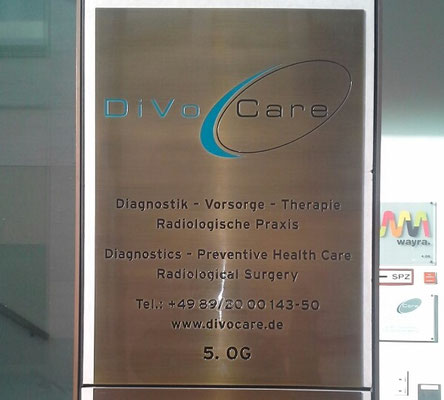 DiVo Care
Diagnostik - Vorsorge - Therapie
Radiologische Praxis
Diagnostics - Preventive Health Care
Radiological Surgery
Tel.: +49 89/20 00 143-50
www.divocare.de
5. OG
wayra.
SPZ